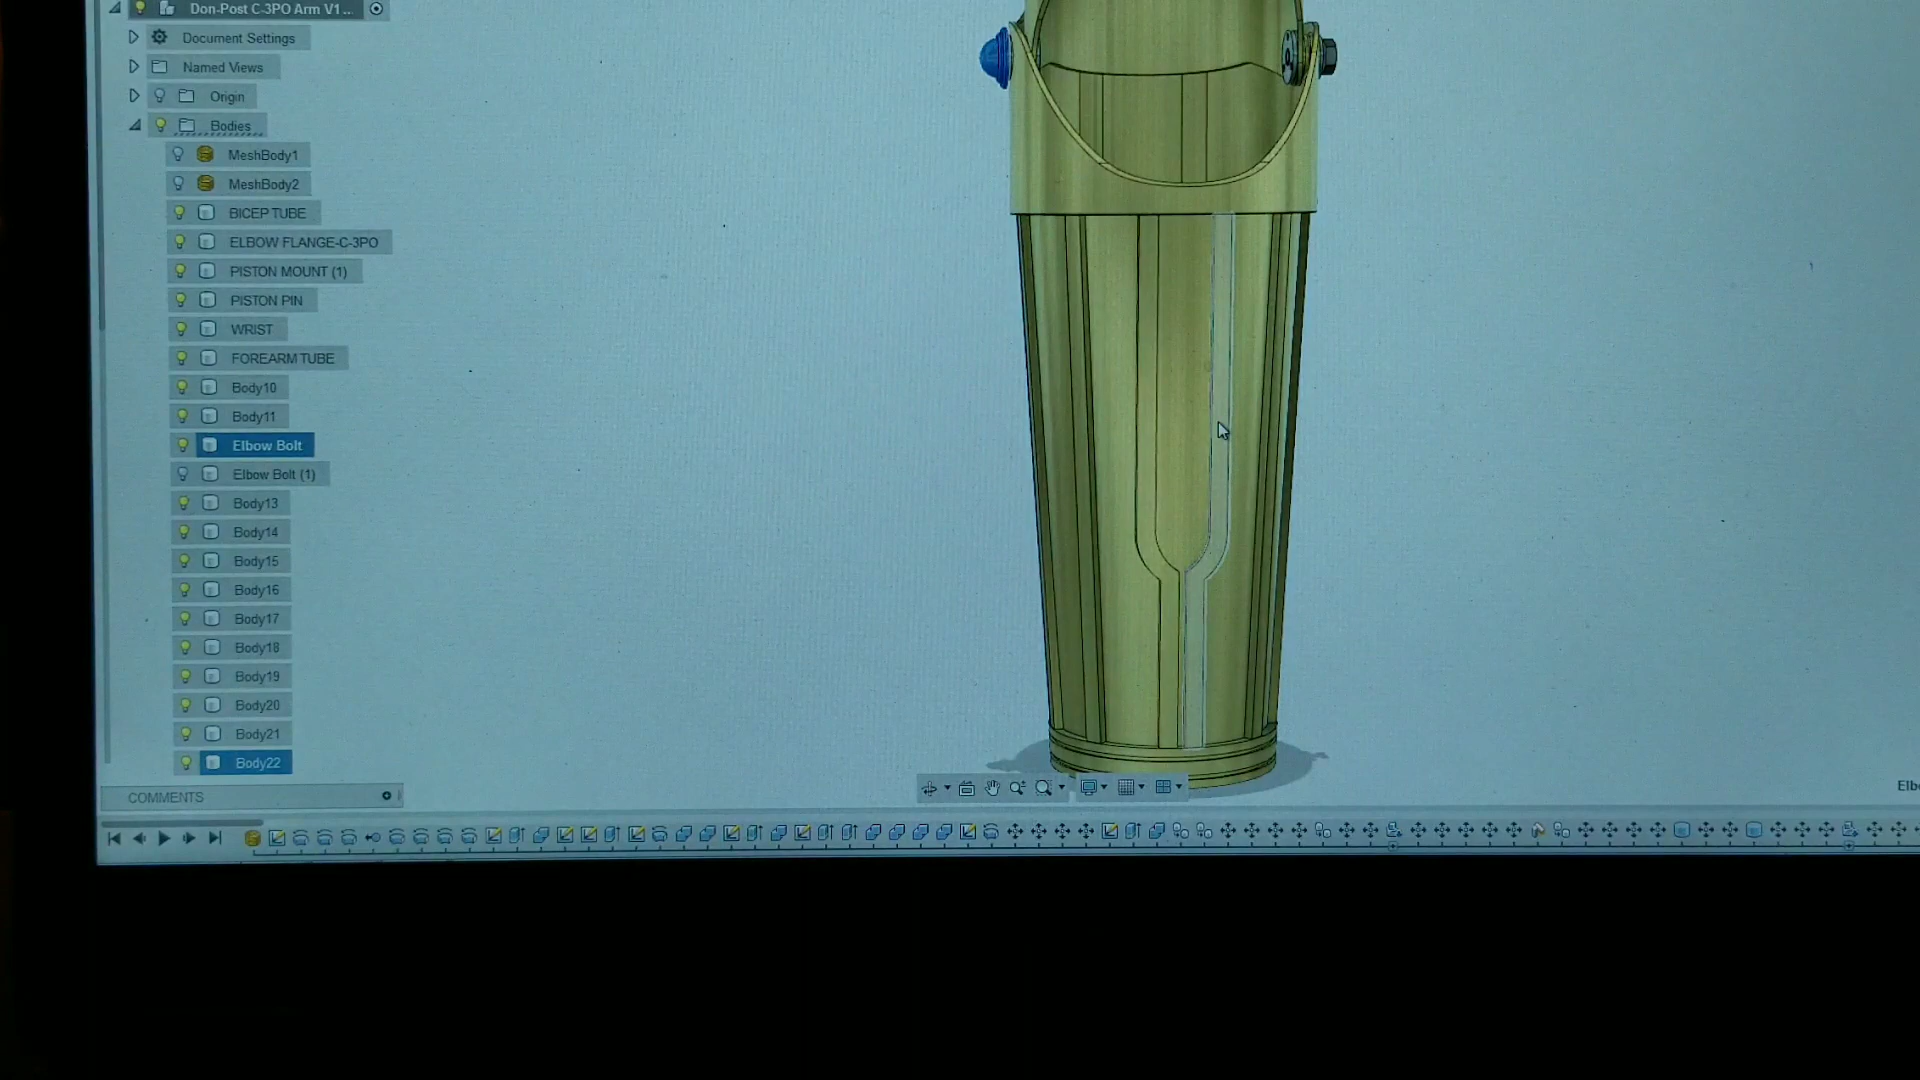 Don-Post C-3PO Arm V1 ...
Document Settings
Named Views
Origin
Bodies
MeshBody1
MeshBody2
BICEP TUBE
ELBOW FLANGE-C-3PO
PISTON MOUNT (1)
PISTON PIN
WRIST
FOREARM TUBE
Body10
Body11
Elbow Bolt
Elbow Bolt (1)
Body13
Body14
Body15
Body16
Body17
Body18
Body19
Body20
Body21
Body22
COMMENTS
Elbo